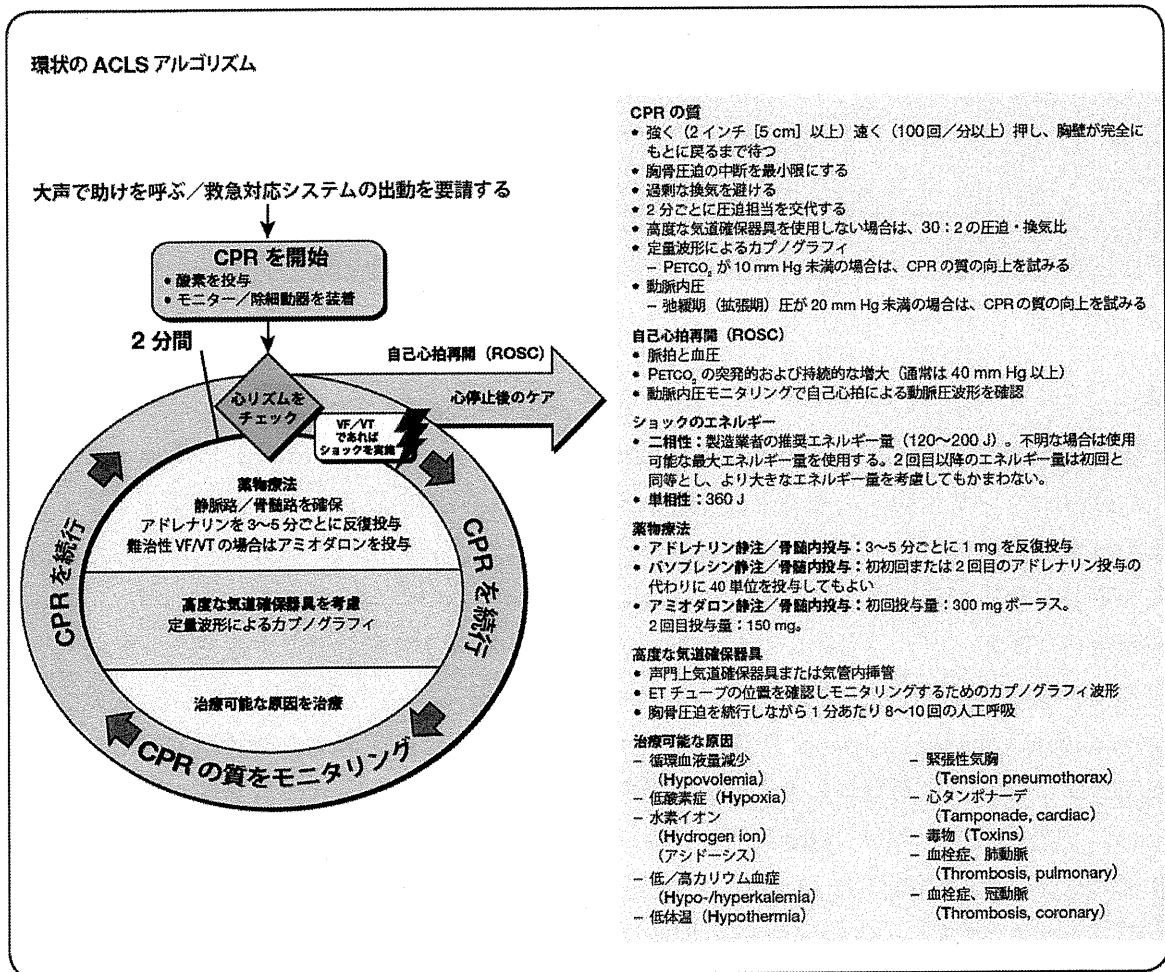 環状の ACLS アルゴリズム
大声で助けを呼ぶ／救急対応システムの出動を要請する
CPR を開始
• 酸素を投与
• モニター／除細動器を装着
2 分間
心リズムを
チェック
自己心拍再開（ROSC）
心停止後のケア
VF/VT
であれば
ショックを実施
薬物療法
静脈路／骨髄路を確保
アドレナリンを 3～5 分ごとに反復投与
難治性 VF/VT の場合はアミオダロンを投与
高度な気道確保器具を考慮
定量波形によるカプノグラフィ
治療可能な原因を治療
CPR を続行
CPR を続行
CPR の質をモニタリング
CPR の質
• 強く（2 インチ［5 cm］以上）速く（100回／分以上）押し、胸壁が完全に
もとに戻るまで待つ
• 胸骨圧迫の中断を最小限にする
• 過剰な換気を避ける
• 2 分ごとに圧迫担当を交代する
• 高度な気道確保器具を使用しない場合は、30：2 の圧迫・換気比
• 定量波形によるカプノグラフィ
– PETCO₂ が 10 mm Hg 未満の場合は、CPR の質の向上を試みる
• 動脈内圧
– 弛緩期（拡張期）圧が 20 mm Hg 未満の場合は、CPR の質の向上を試みる
自己心拍再開（ROSC）
• 脈拍と血圧
• PETCO₂ の突発的および持続的な増大（通常は 40 mm Hg 以上）
• 動脈内圧モニタリングで自己心拍による動脈圧波形を確認
ショックのエネルギー
• 二相性：製造業者の推奨エネルギー量（120～200 J）。不明な場合は使用
可能な最大エネルギー量を使用する。2 回目以降のエネルギー量は初回と
同等とし、より大きなエネルギー量を考慮してもかまわない。
• 単相性：360 J
薬物療法
• アドレナリン静注／骨髄内投与：3～5 分ごとに 1 mg を反復投与
• バソプレシン静注／骨髄内投与：初初回または 2 回目のアドレナリン投与の
代わりに 40 単位を投与してもよい
• アミオダロン静注／骨髄内投与：初回投与量：300 mg ボーラス。
2 回目投与量：150 mg。
高度な気道確保器具
• 声門上気道確保器具または気管内挿管
• ET チューブの位置を確認しモニタリングするためのカプノグラフィ波形
• 胸骨圧迫を続行しながら 1 分あたり 8～10 回の人工呼吸
治療可能な原因
– 循環血液量減少
（Hypovolemia）
– 低酸素症（Hypoxia）
– 水素イオン
（Hydrogen ion）
（アシドーシス）
– 低／高カリウム血症
（Hypo-/hyperkalemia）
– 低体温（Hypothermia）
– 緊張性気胸
（Tension pneumothorax）
– 心タンポナーデ
（Tamponade, cardiac）
– 毒物（Toxins）
– 血栓症、肺動脈
（Thrombosis, pulmonary）
– 血栓症、冠動脈
（Thrombosis, coronary）